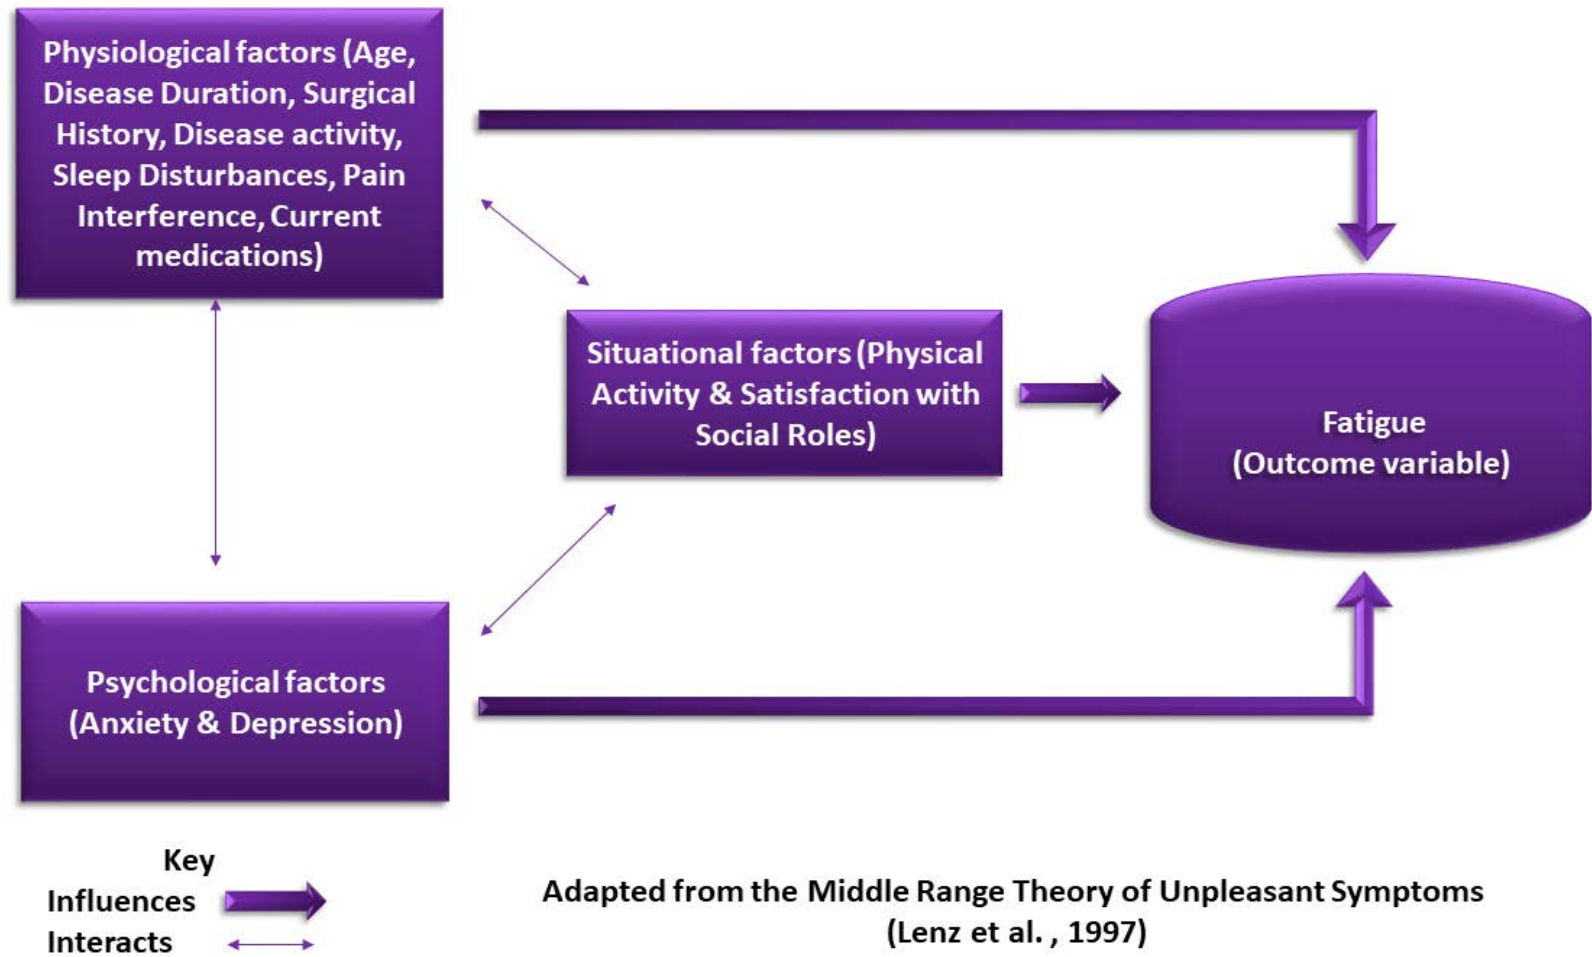 Physiological factors (Age,
Disease Duration, Surgical
History, Disease activity,
Sleep Disturbances, Pain
Interference, Current
medications)
Situational factors (Physical
Activity & Satisfaction with
Social Roles)
Fatigue
(Outcome variable)
Psychological factors
(Anxiety & Depression)
Key
Influences
Interacts
Adapted from the Middle Range Theory of Unpleasant Symptoms
(Lenz et al. , 1997)